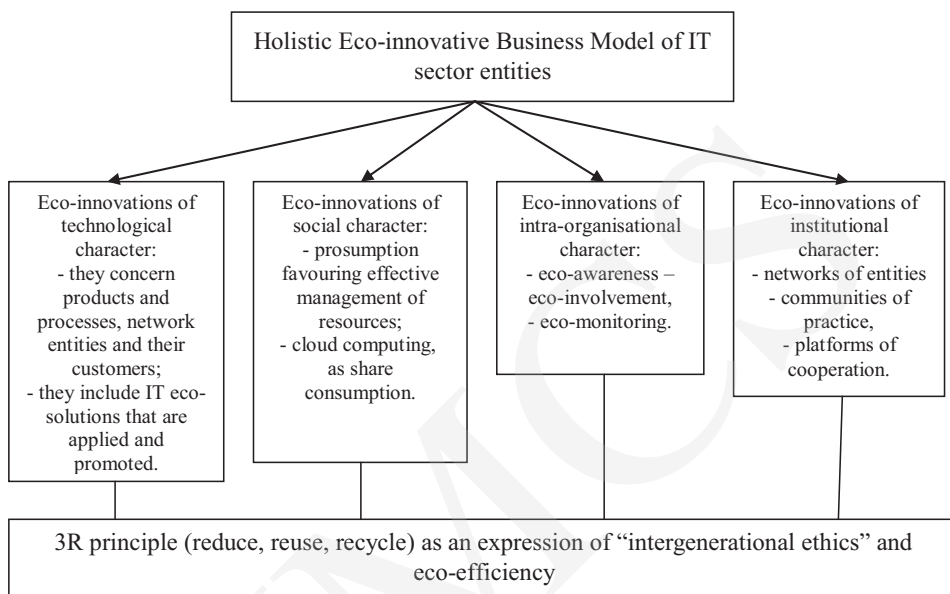 Holistic Eco-innovative Business Model of IT
sector entities
Eco-innovations of
technological
character:
- they concern
products and
processes, network
entities and their
customers;
- they include IT eco-
solutions that are
applied and
promoted.
Eco-innovations of
social character:
- prosumption
favouring effective
management of
resources;
- cloud computing,
as share
consumption.
Eco-innovations of
intra-organisational
character:
- eco-awareness –
eco-involvement,
- eco-monitoring.
Eco-innovations of
institutional
character:
- networks of entities
- communities of
practice,
- platforms of
cooperation.
3R principle (reduce, reuse, recycle) as an expression of “intergenerational ethics” and
eco-efficiency